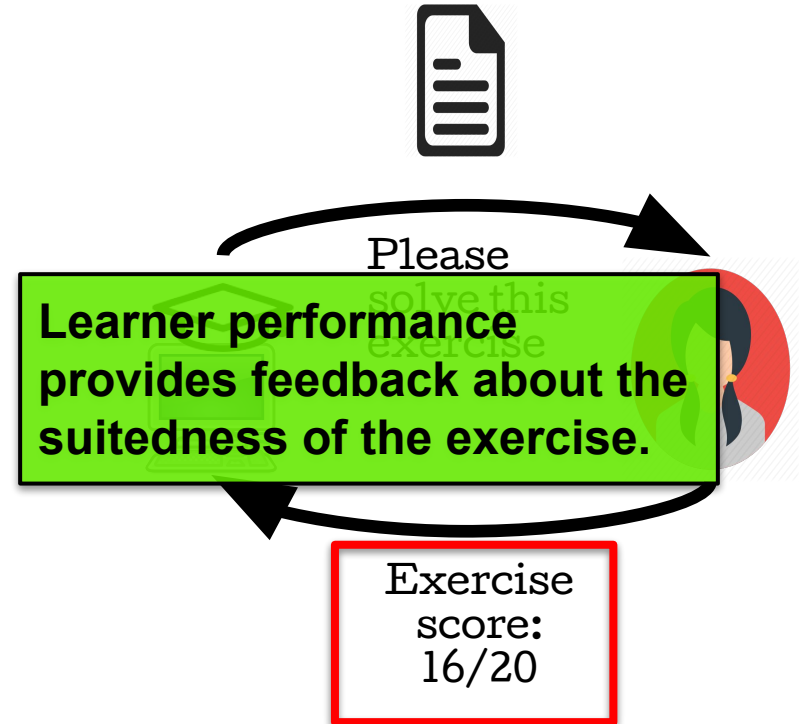 Please
solve this
exercise
Learner performance
provides feedback about the
suitedness of the exercise.
Exercise
score:
16/20